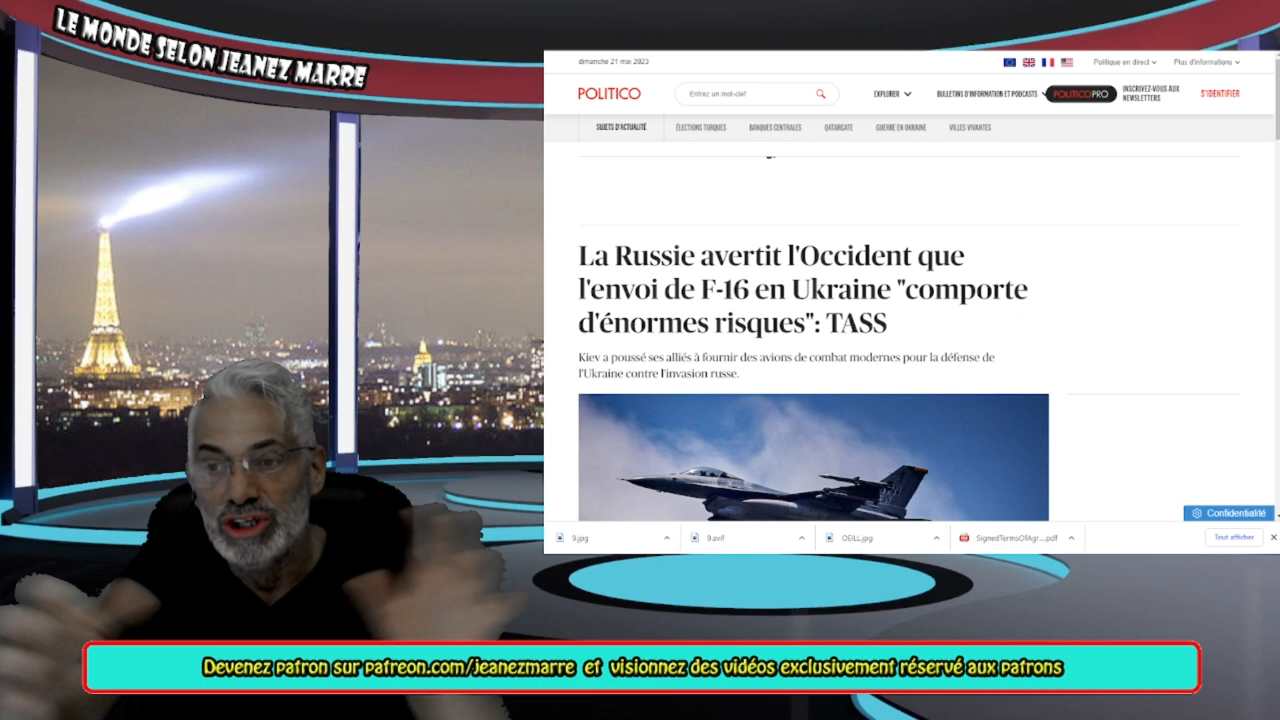 LE MONDE SELON JEANEZ MARRE
dimanche 21 mai 2023
Politique en direct
Plus d'informations
POLITICO
Entrez un mot-clef
EXPLORER
BULLETINS D'INFORMATION ET PODCASTS
POLITICOPRO
INSCRIVEZ-VOUS AUX
NEWSLETTERS
S'IDENTIFIER
SUJETS D'ACTUALITÉ
ÉLECTIONS TURQUES
BANQUES CENTRALES
QATARGATE
GUERRE EN UKRAINE
VILLES VIVANTES
La Russie avertit l'Occident que
l'envoi de F-16 en Ukraine "comporte
d'énormes risques": TASS
Kiev a poussé ses alliés à fournir des avions de combat modernes pour la défense de
l'Ukraine contre l'invasion russe.
Confidentialité
9.jpg
9.avif
OEILL.jpg
SignedTermsOfAgr....pdf
Tout afficher
Devenez patron sur patreon.com/jeanezmarre et visionnez des vidéos exclusivement réservé aux patrons